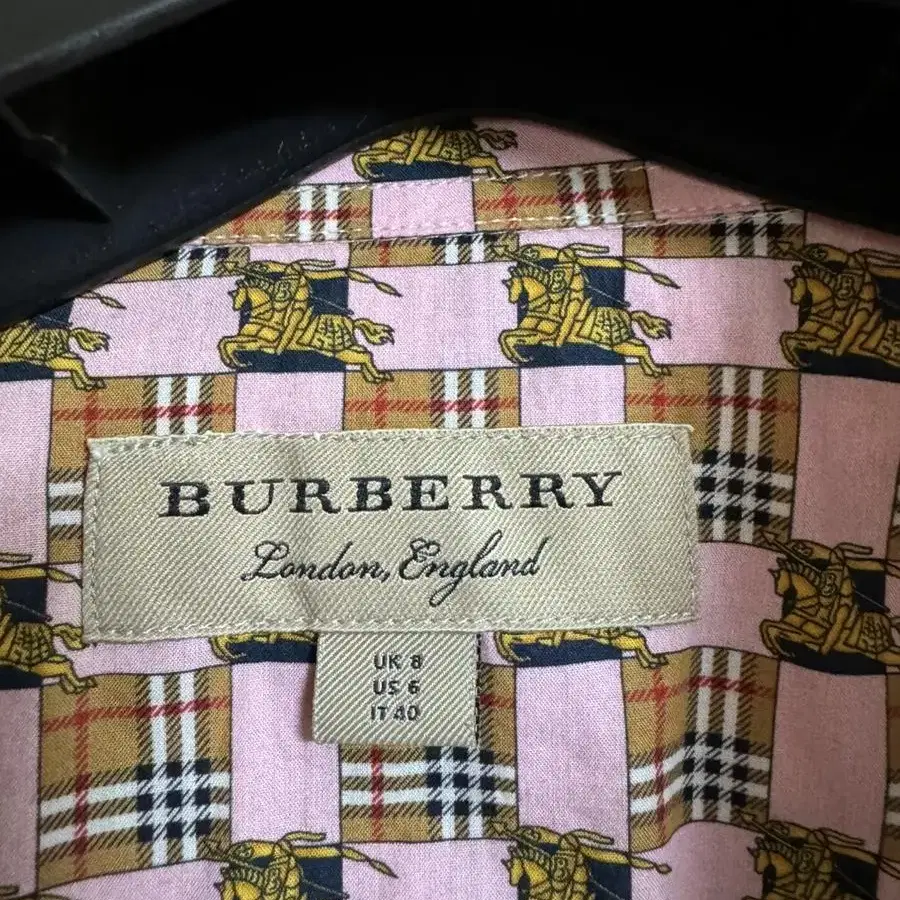 BURBERRY
London, England
UK 8
US 6
IT 40